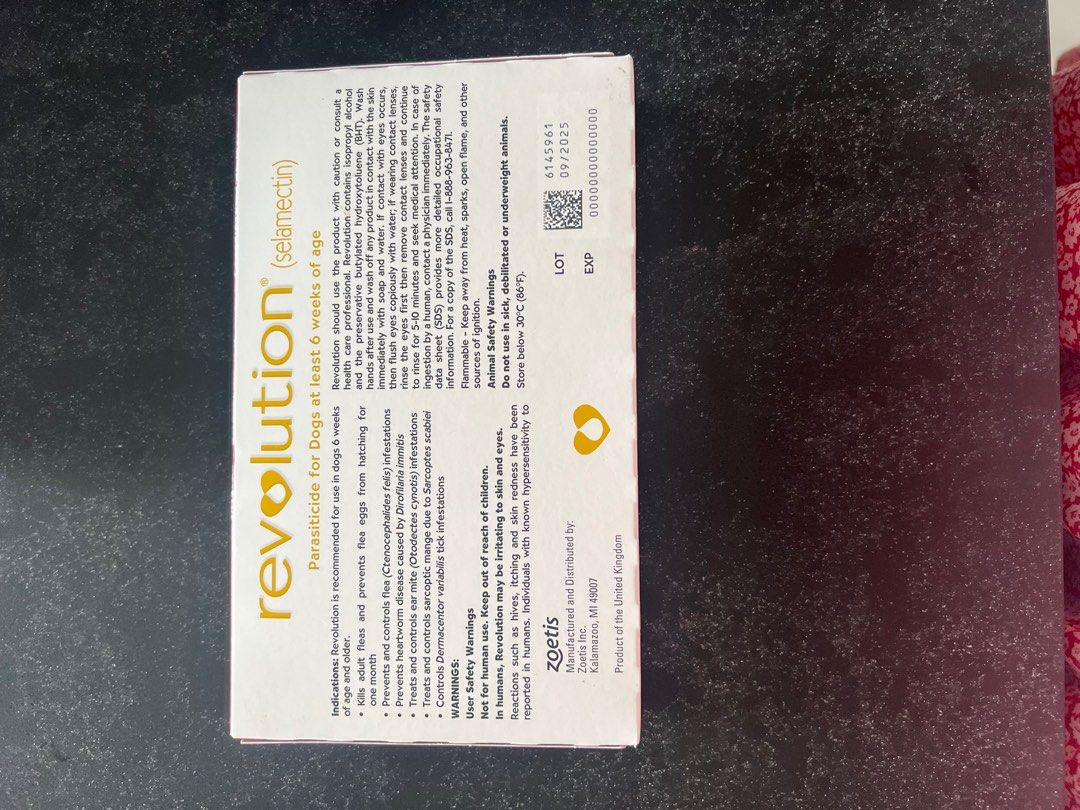 revolution® (selamectin)
Parasiticide for Dogs at least 6 weeks of age
Indications: Revolution is recommended for use in dogs 6 weeks
of age and older.
• Kills adult fleas and prevents flea eggs from hatching for
one month
• Prevents and controls flea (Ctenocephalides felis) infestations
• Prevents heartworm disease caused by Dirofilaria immitis
• Treats and controls ear mite (Otodectes cynotis) infestations
• Treats and controls sarcoptic mange due to Sarcoptes scabiei
• Controls Dermacentor variabilis tick infestations
WARNINGS:
User Safety Warnings
Not for human use. Keep out of reach of children.
In humans, Revolution may be irritating to skin and eyes.
Reactions such as hives, itching and skin redness have been
reported in humans. Individuals with known hypersensitivity to
Revolution should use the product with caution or consult a
health care professional. Revolution contains isopropyl alcohol
and the preservative butylated hydroxytoluene (BHT). Wash
hands after use and wash off any product in contact with the skin
immediately with soap and water. If contact with eyes occurs,
then flush eyes copiously with water; if wearing contact lenses,
rinse the eyes first then remove contact lenses and continue
to rinse for 5-10 minutes and seek medical attention. In case of
ingestion by a human, contact a physician immediately. The safety
data sheet (SDS) provides more detailed occupational safety
information. For a copy of the SDS, call 1-888-963-8471.
Flammable – Keep away from heat, sparks, open flame, and other
sources of ignition.
Animal Safety Warnings
Do not use in sick, debilitated or underweight animals.
Store below 30°C (86°F).
zoetis
Manufactured and Distributed by:
Zoetis Inc.
Kalamazoo, MI 49007
Product of the United Kingdom
LOT 6145961
EXP 09/2025
00000000000000